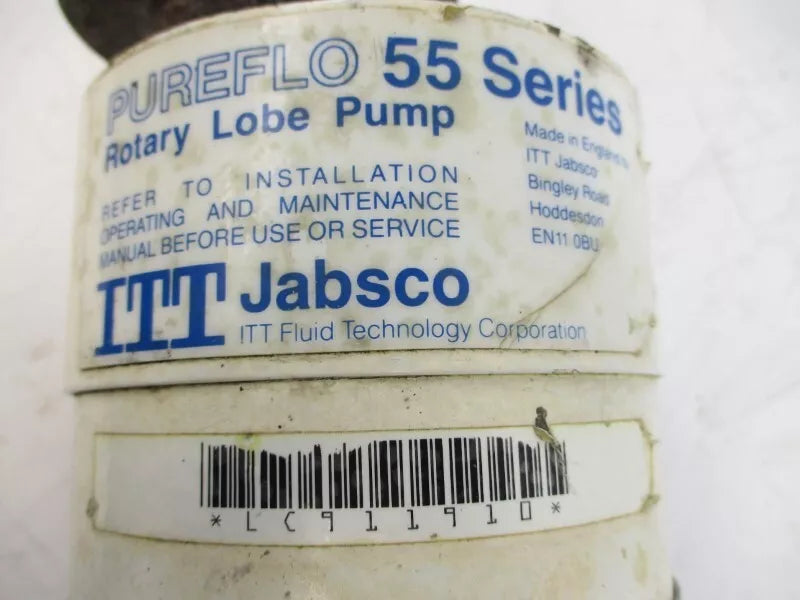 PUREFLO 55 Series
Rotary Lobe Pump
REFER TO INSTALLATION
OPERATING AND MAINTENANCE
MANUAL BEFORE USE OR SERVICE
Made in England by
ITT Jabsco
Bingley Road
Hoddesdon
EN11 0BU
ITT Jabsco
ITT Fluid Technology Corporation
*LC911910*